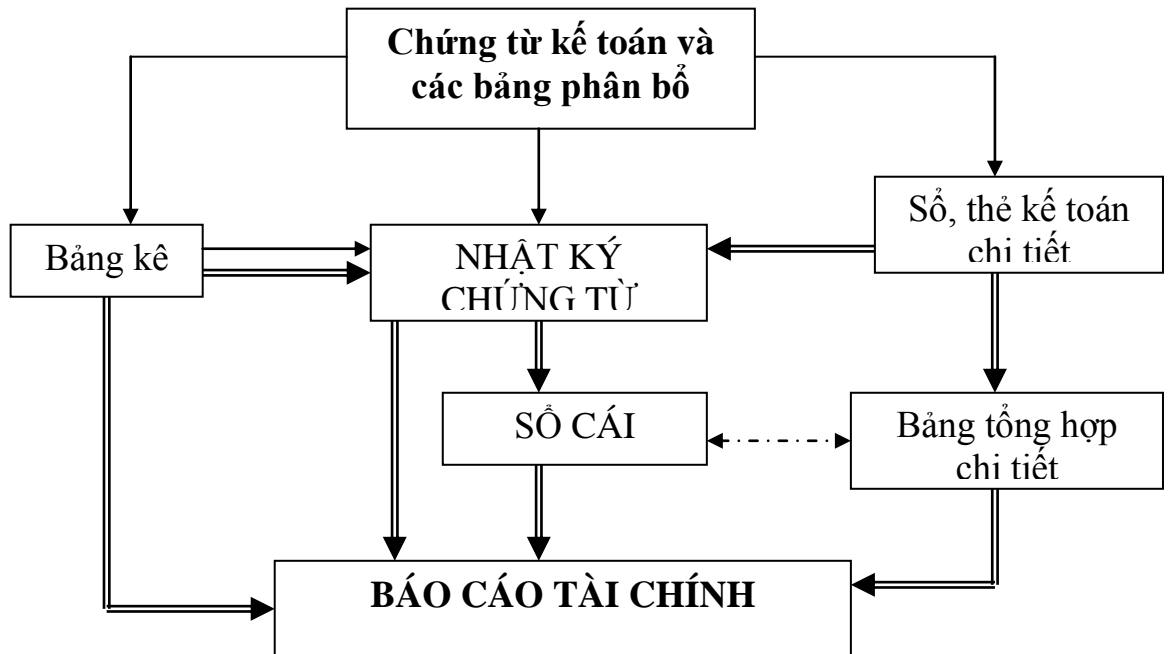 Chứng từ kế toán và
các bảng phân bổ
Sổ, thẻ kế toán
chi tiết
Bảng kê
NHẬT KÝ
CHỨNG TỪ
SỔ CÁI
Bảng tổng hợp
chi tiết
BÁO CÁO TÀI CHÍNH